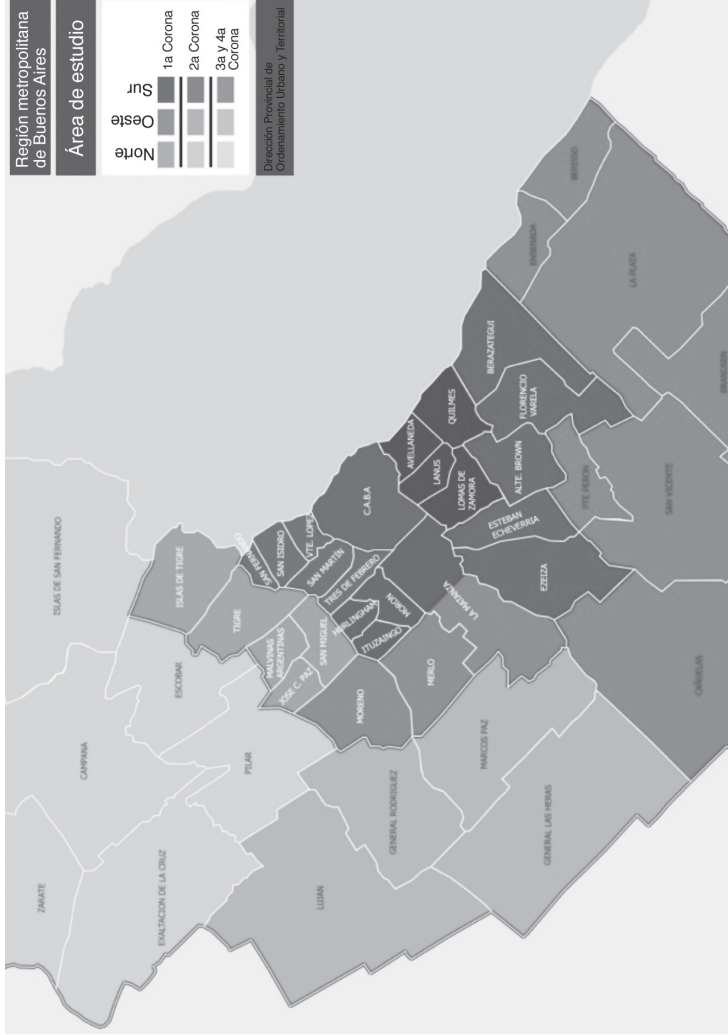 Región metropolitana
de Buenos Aires
Área de estudio
Norte
Oeste
Sur
1a Corona
2a Corona
3a y 4a
Corona
Dirección Provincial de
Ordenamiento Urbano y Territorial
ISLAS DE SAN FERNANDO
CAMPANA
ZARATE
ESCOBAR
ISLAS DE TIGRE
TIGRE
PILAR
EXALTACION DE LA CRUZ
SAN FERNANDO
SAN ISIDRO
VTE. LOPEZ
MALVINAS
ARGENTINAS
SAN MIGUEL
JOSE C. PAZ
SAN MARTÍN
TRES DE FEBRERO
HURLINGHAM
MORON
ITUZAINGO
C.A.B.A
MORENO
MERLO
LA MATANZA
GENERAL RODRIGUEZ
LUJAN
MARCOS PAZ
GENERAL LAS HERAS
AVELLANEDA
LANUS
LOMAS DE
ZAMORA
QUILMES
BERAZATEGUI
FLORENCIO
VARELA
ALTE. BROWN
ESTEBAN
ECHEVERRIA
EZEIZA
PTE PERON
SAN VICENTE
CAÑUELAS
ENSENADA
BERISSO
LA PLATA
BRANDSEN